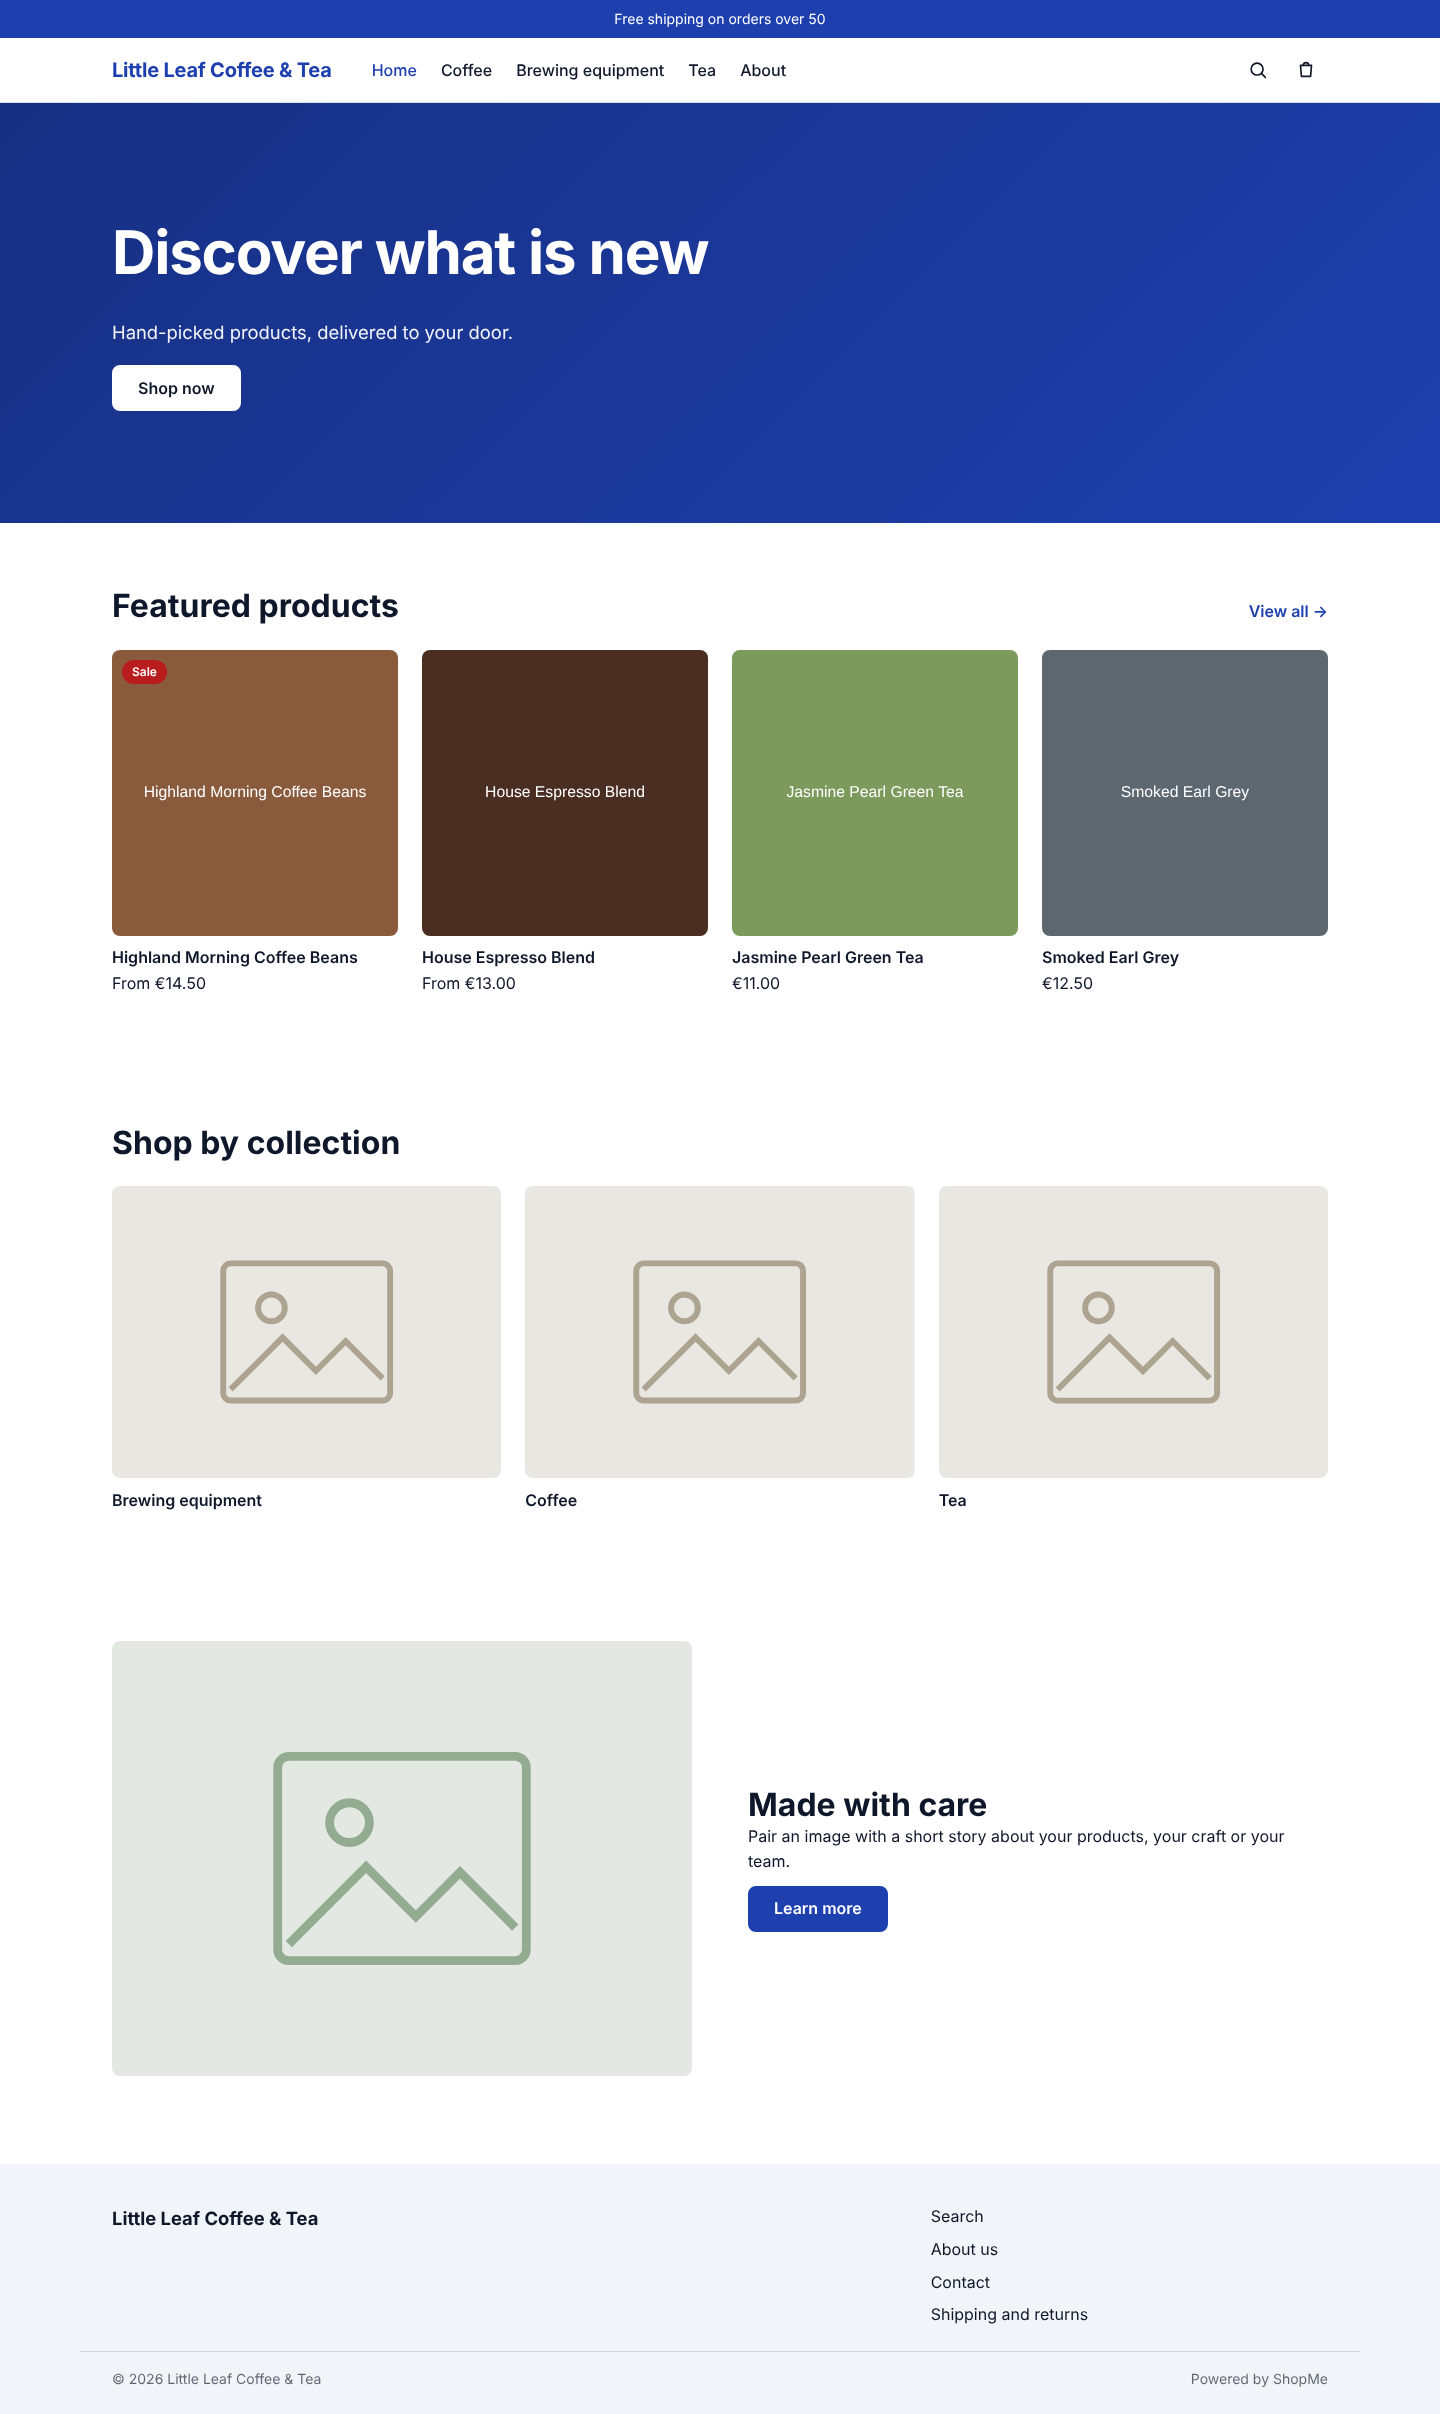 Free shipping on orders over 50
Little Leaf Coffee & Tea
Home
Coffee
Brewing equipment
Tea
About
Discover what is new
Hand-picked products, delivered to your door.
Shop now
Featured products
View all →
Sale
Highland Morning Coffee Beans
House Espresso Blend
Jasmine Pearl Green Tea
Smoked Earl Grey
Highland Morning Coffee Beans
From €14.50
House Espresso Blend
From €13.00
Jasmine Pearl Green Tea
€11.00
Smoked Earl Grey
€12.50
Shop by collection
Brewing equipment
Coffee
Tea
Made with care
Pair an image with a short story about your products, your craft or your
team.
Learn more
Little Leaf Coffee & Tea
Search
About us
Contact
Shipping and returns
© 2026 Little Leaf Coffee & Tea
Powered by ShopMe